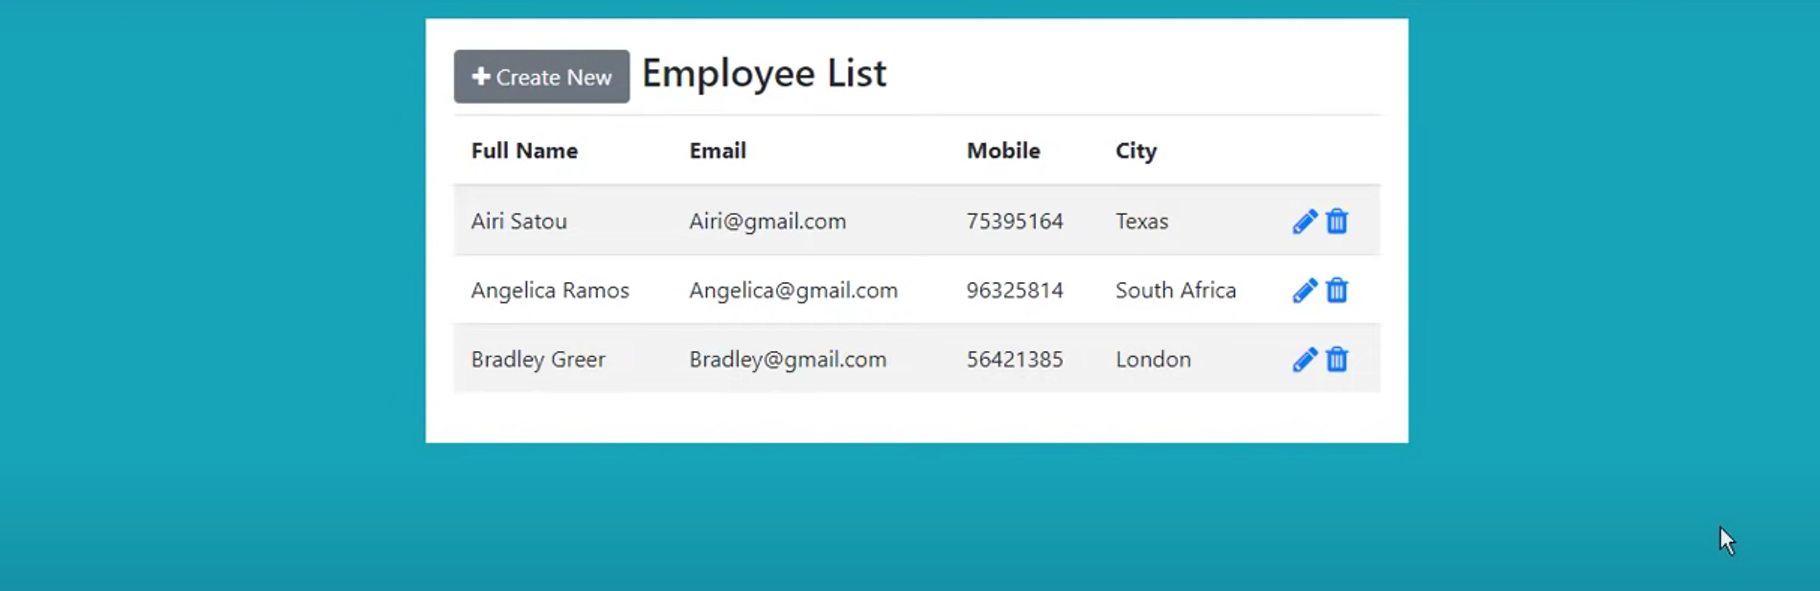 Create New Employee List
Full Name Email Mobile City
Airi Satou Airi@gmail.com 75395164 Texas
Angelica Ramos Angelica@gmail.com 96325814 South Africa
Bradley Greer Bradley@gmail.com 56421385 London